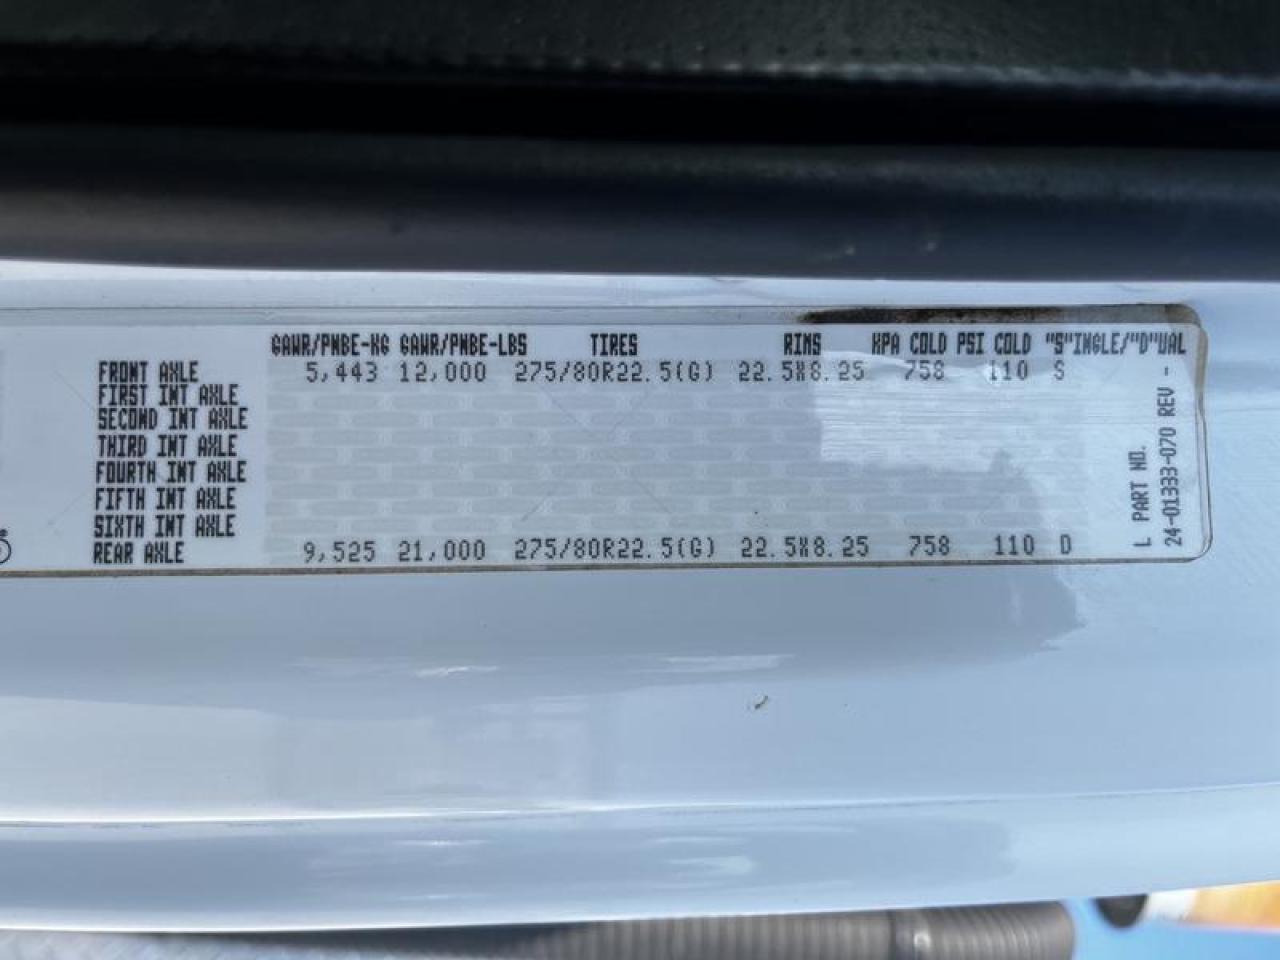 GAWR/PNBE-KG GAWR/PNBE-LBS TIRES RIMS KPA COLD PSI COLD "S"INGLE/"D"UAL
FRONT AXLE 5,443 12,000 275/80R22.5(G) 22.5X8.25 758 110 S
FIRST INT AXLE
SECOND INT AXLE
THIRD INT AXLE
FOURTH INT AXLE
FIFTH INT AXLE
SIXTH INT AXLE
REAR AXLE 9,525 21,000 275/80R22.5(G) 22.5X8.25 758 110 D
L PART NO.
24-01333-070 REV -